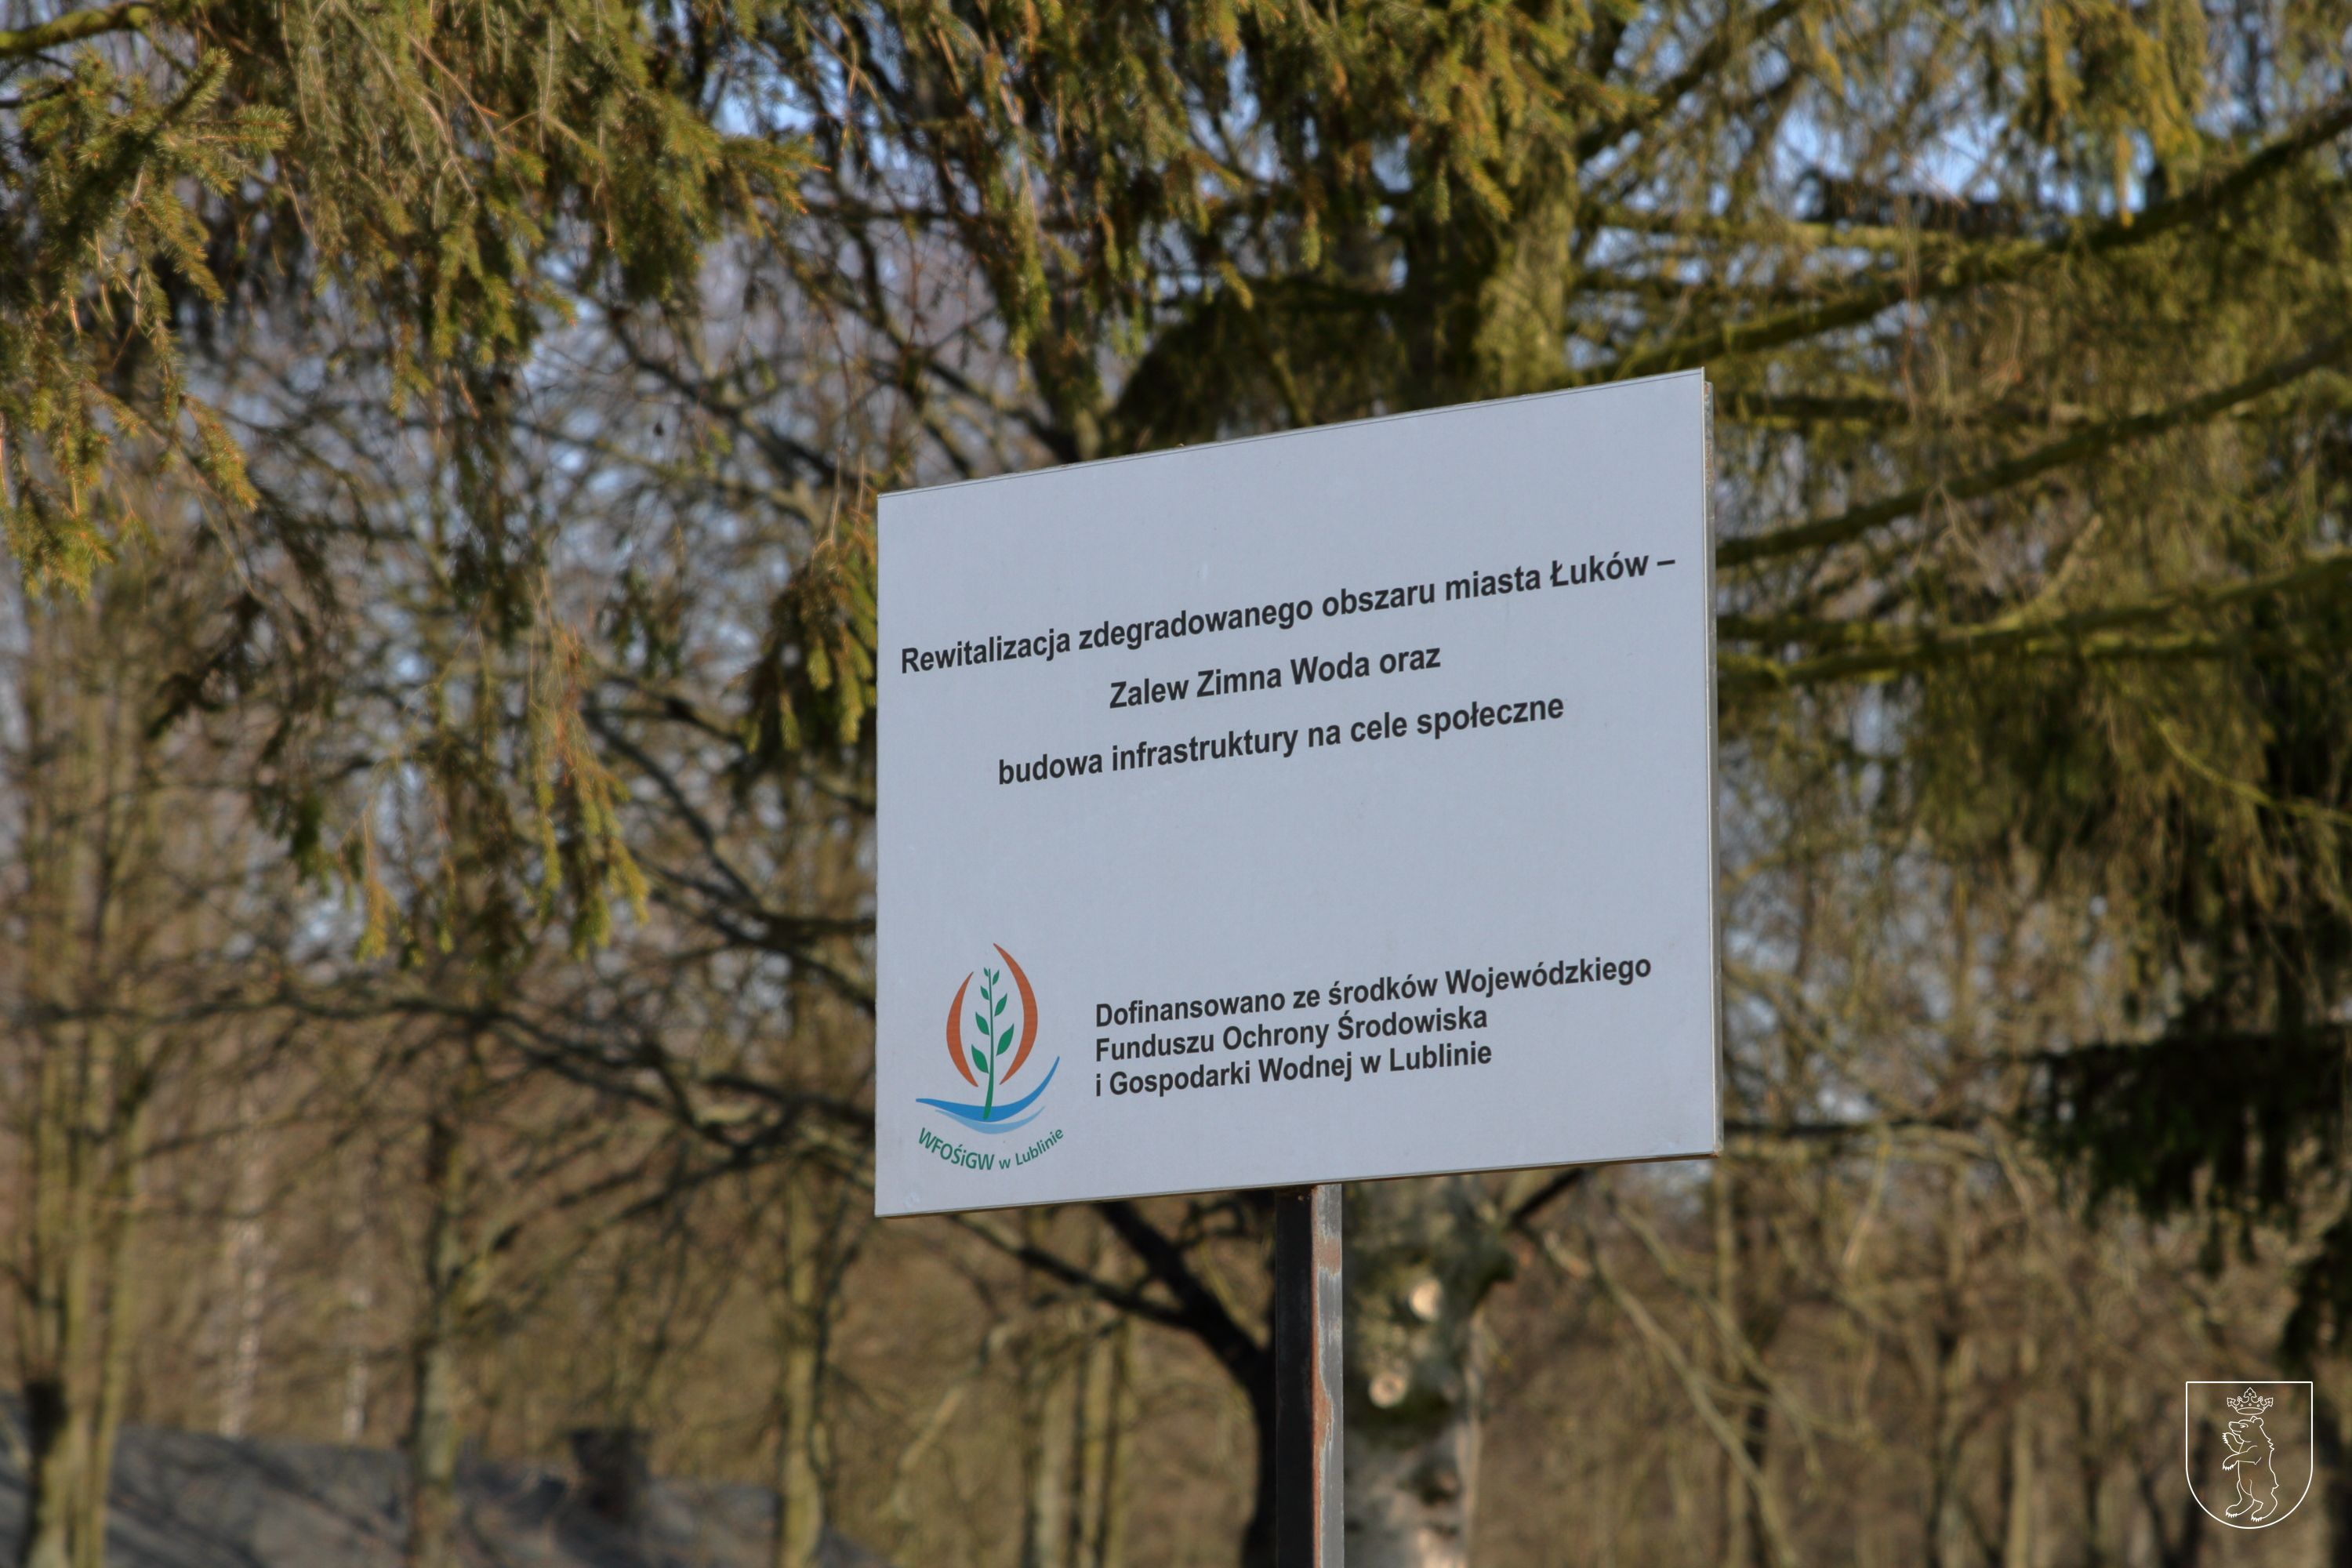 Rewitalizacja zdegradowanego obszaru miasta Łuków –
Zalew Zimna Woda oraz
budowa infrastruktury na cele społeczne
Dofinansowano ze środków Wojewódzkiego
Funduszu Ochrony Środowiska
i Gospodarki Wodnej w Lublinie
WFOŚiGW w Lublinie